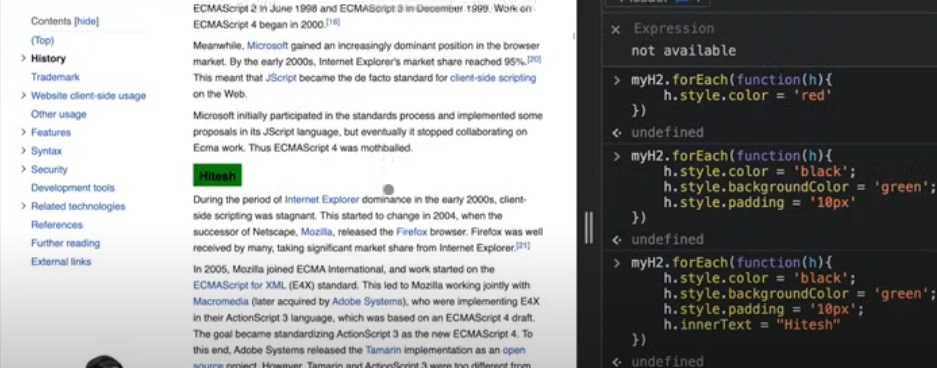 Contents [hide]
(Top)
History
Trademark
Website client-side usage
Other usage
Features
Syntax
Security
Development tools
Related technologies
References
Further reading
External links
ECMAScript 2 in June 1998 and ECMAScript 3 in December 1999. Work on
ECMAScript 4 began in 2000.[16]
Meanwhile, Microsoft gained an increasingly dominant position in the browser
market. By the early 2000s, Internet Explorer's market share reached 95%.[20]
This meant that JScript became the de facto standard for client-side scripting
on the Web.
Microsoft initially participated in the standards process and implemented some
proposals in its JScript language, but eventually it stopped collaborating on
Ecma work. Thus ECMAScript 4 was mothballed.
Hitesh
During the period of Internet Explorer dominance in the early 2000s, client-
side scripting was stagnant. This started to change in 2004, when the
successor of Netscape, Mozilla, released the Firefox browser. Firefox was well
received by many, taking significant market share from Internet Explorer.[21]
In 2005, Mozilla joined ECMA International, and work started on the
ECMAScript for XML (E4X) standard. This led to Mozilla working jointly with
Macromedia (later acquired by Adobe Systems), who were implementing E4X
in their ActionScript 3 language, which was based on an ECMAScript 4 draft.
The goal became standardizing ActionScript 3 as the new ECMAScript 4. To
this end, Adobe Systems released the Tamarin implementation as an open
source project. However, Tamarin and ActionScript 3 were too different from
Expression
not available
> myH2.forEach(function(h){
h.style.color = 'red'
})
undefined
> myH2.forEach(function(h){
h.style.color = 'black';
h.style.backgroundColor = 'green';
h.style.padding = '10px'
})
undefined
> myH2.forEach(function(h){
h.style.color = 'black';
h.style.backgroundColor = 'green';
h.style.padding = '10px';
h.innerText = "Hitesh"
})
undefined